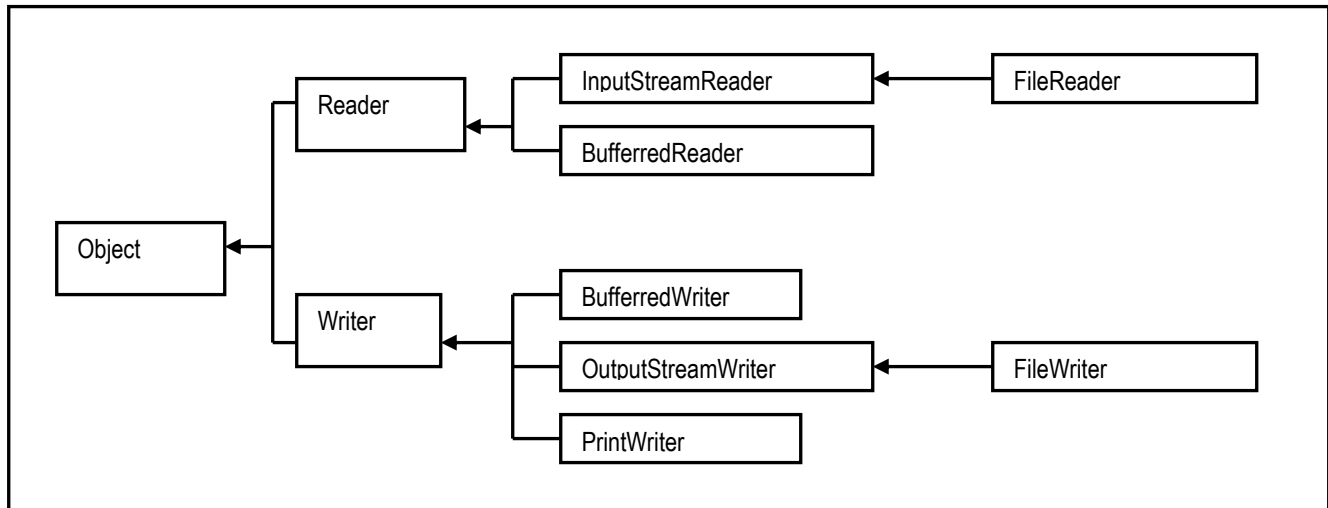 InputStreamReader
FileReader
Reader
BufferredReader
Object
BufferredWriter
Writer
OutputStreamWriter
FileWriter
PrintWriter